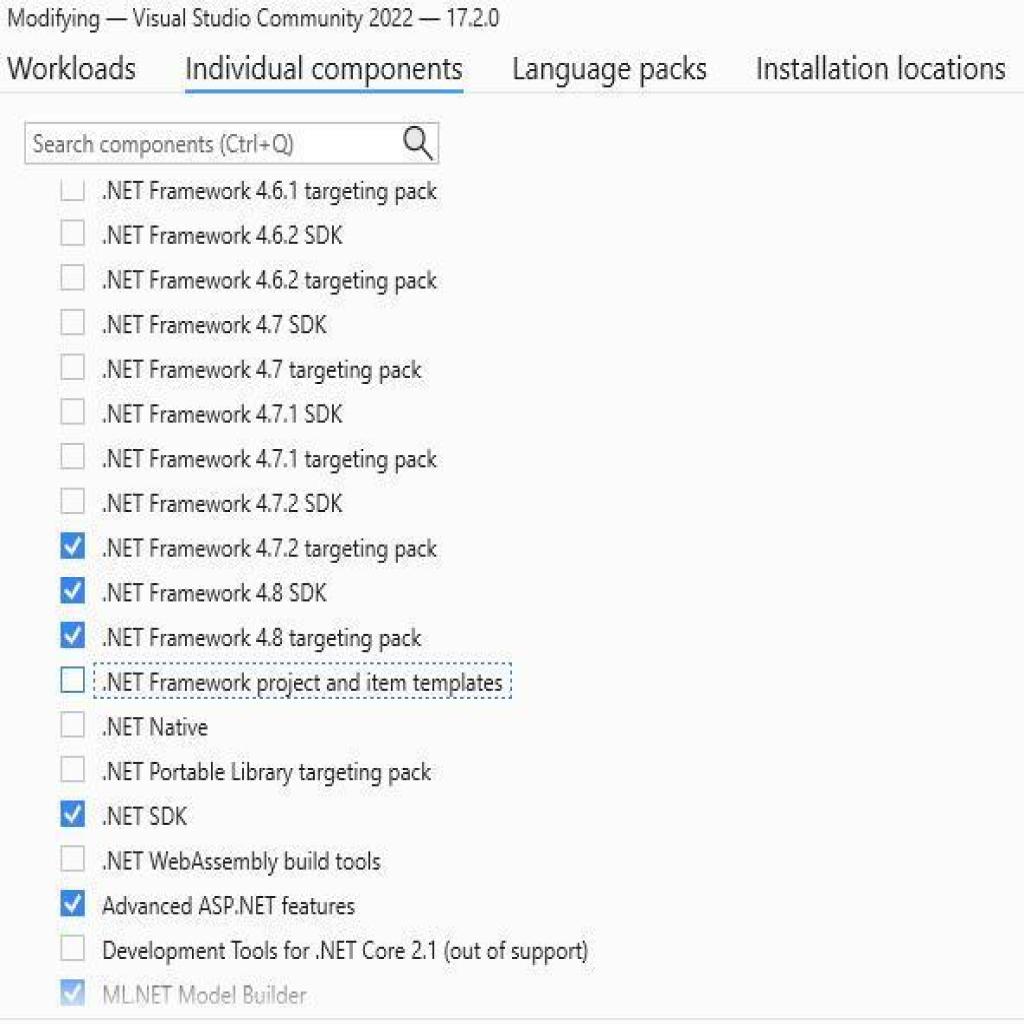 Modifying — Visual Studio Community 2022 — 17.2.0
Workloads Individual components Language packs Installation locations
Search components (Ctrl+Q)
.NET Framework 4.6.1 targeting pack
.NET Framework 4.6.2 SDK
.NET Framework 4.6.2 targeting pack
.NET Framework 4.7 SDK
.NET Framework 4.7 targeting pack
.NET Framework 4.7.1 SDK
.NET Framework 4.7.1 targeting pack
.NET Framework 4.7.2 SDK
.NET Framework 4.7.2 targeting pack
.NET Framework 4.8 SDK
.NET Framework 4.8 targeting pack
.NET Framework project and item templates
.NET Native
.NET Portable Library targeting pack
.NET SDK
.NET WebAssembly build tools
Advanced ASP.NET features
Development Tools for .NET Core 2.1 (out of support)
ML.NET Model Builder